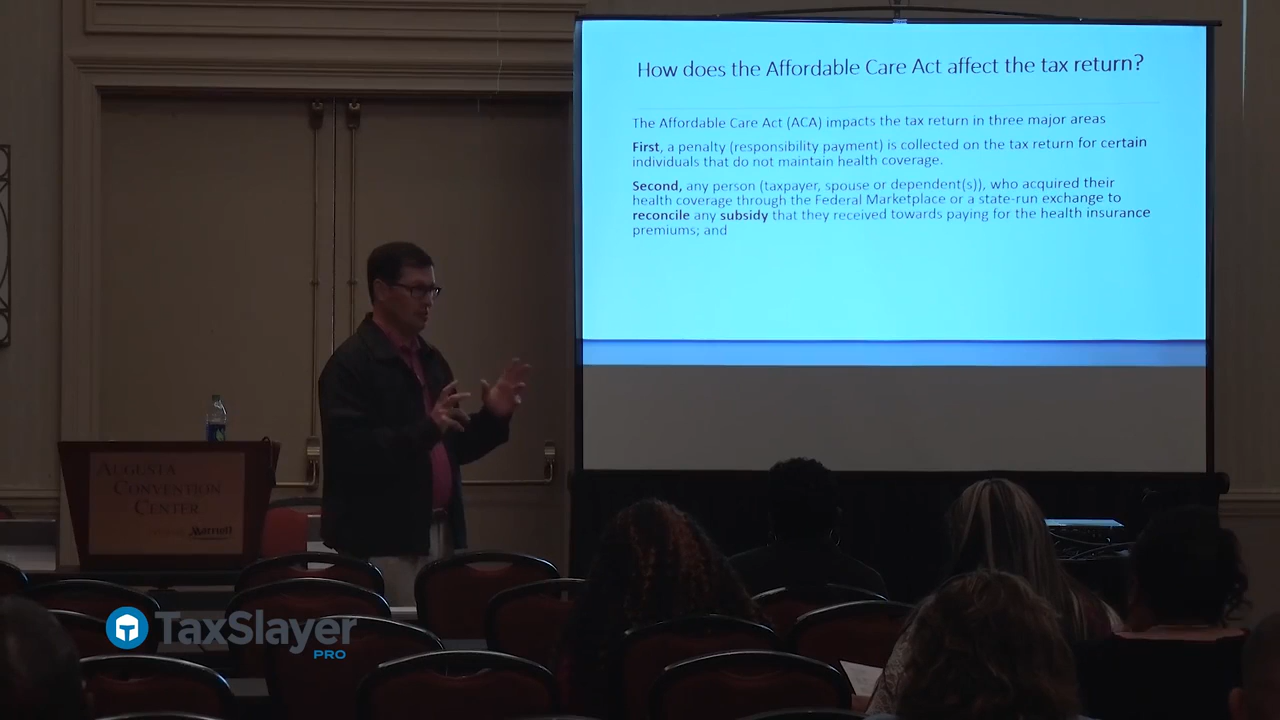 How does the Affordable Care Act affect the tax return?
The Affordable Care Act (ACA) impacts the tax return in three major areas
First, a penalty (responsibility payment) is collected on the tax return for certain
individuals that do not maintain health coverage.
Second, any person (taxpayer, spouse or dependent(s)), who acquired their
health coverage through the Federal Marketplace or a state-run exchange to
reconcile any subsidy that they received towards paying for the health insurance
premiums; and
AUGUSTA
CONVENTION
CENTER
Marriott
TaxSlayer
PRO